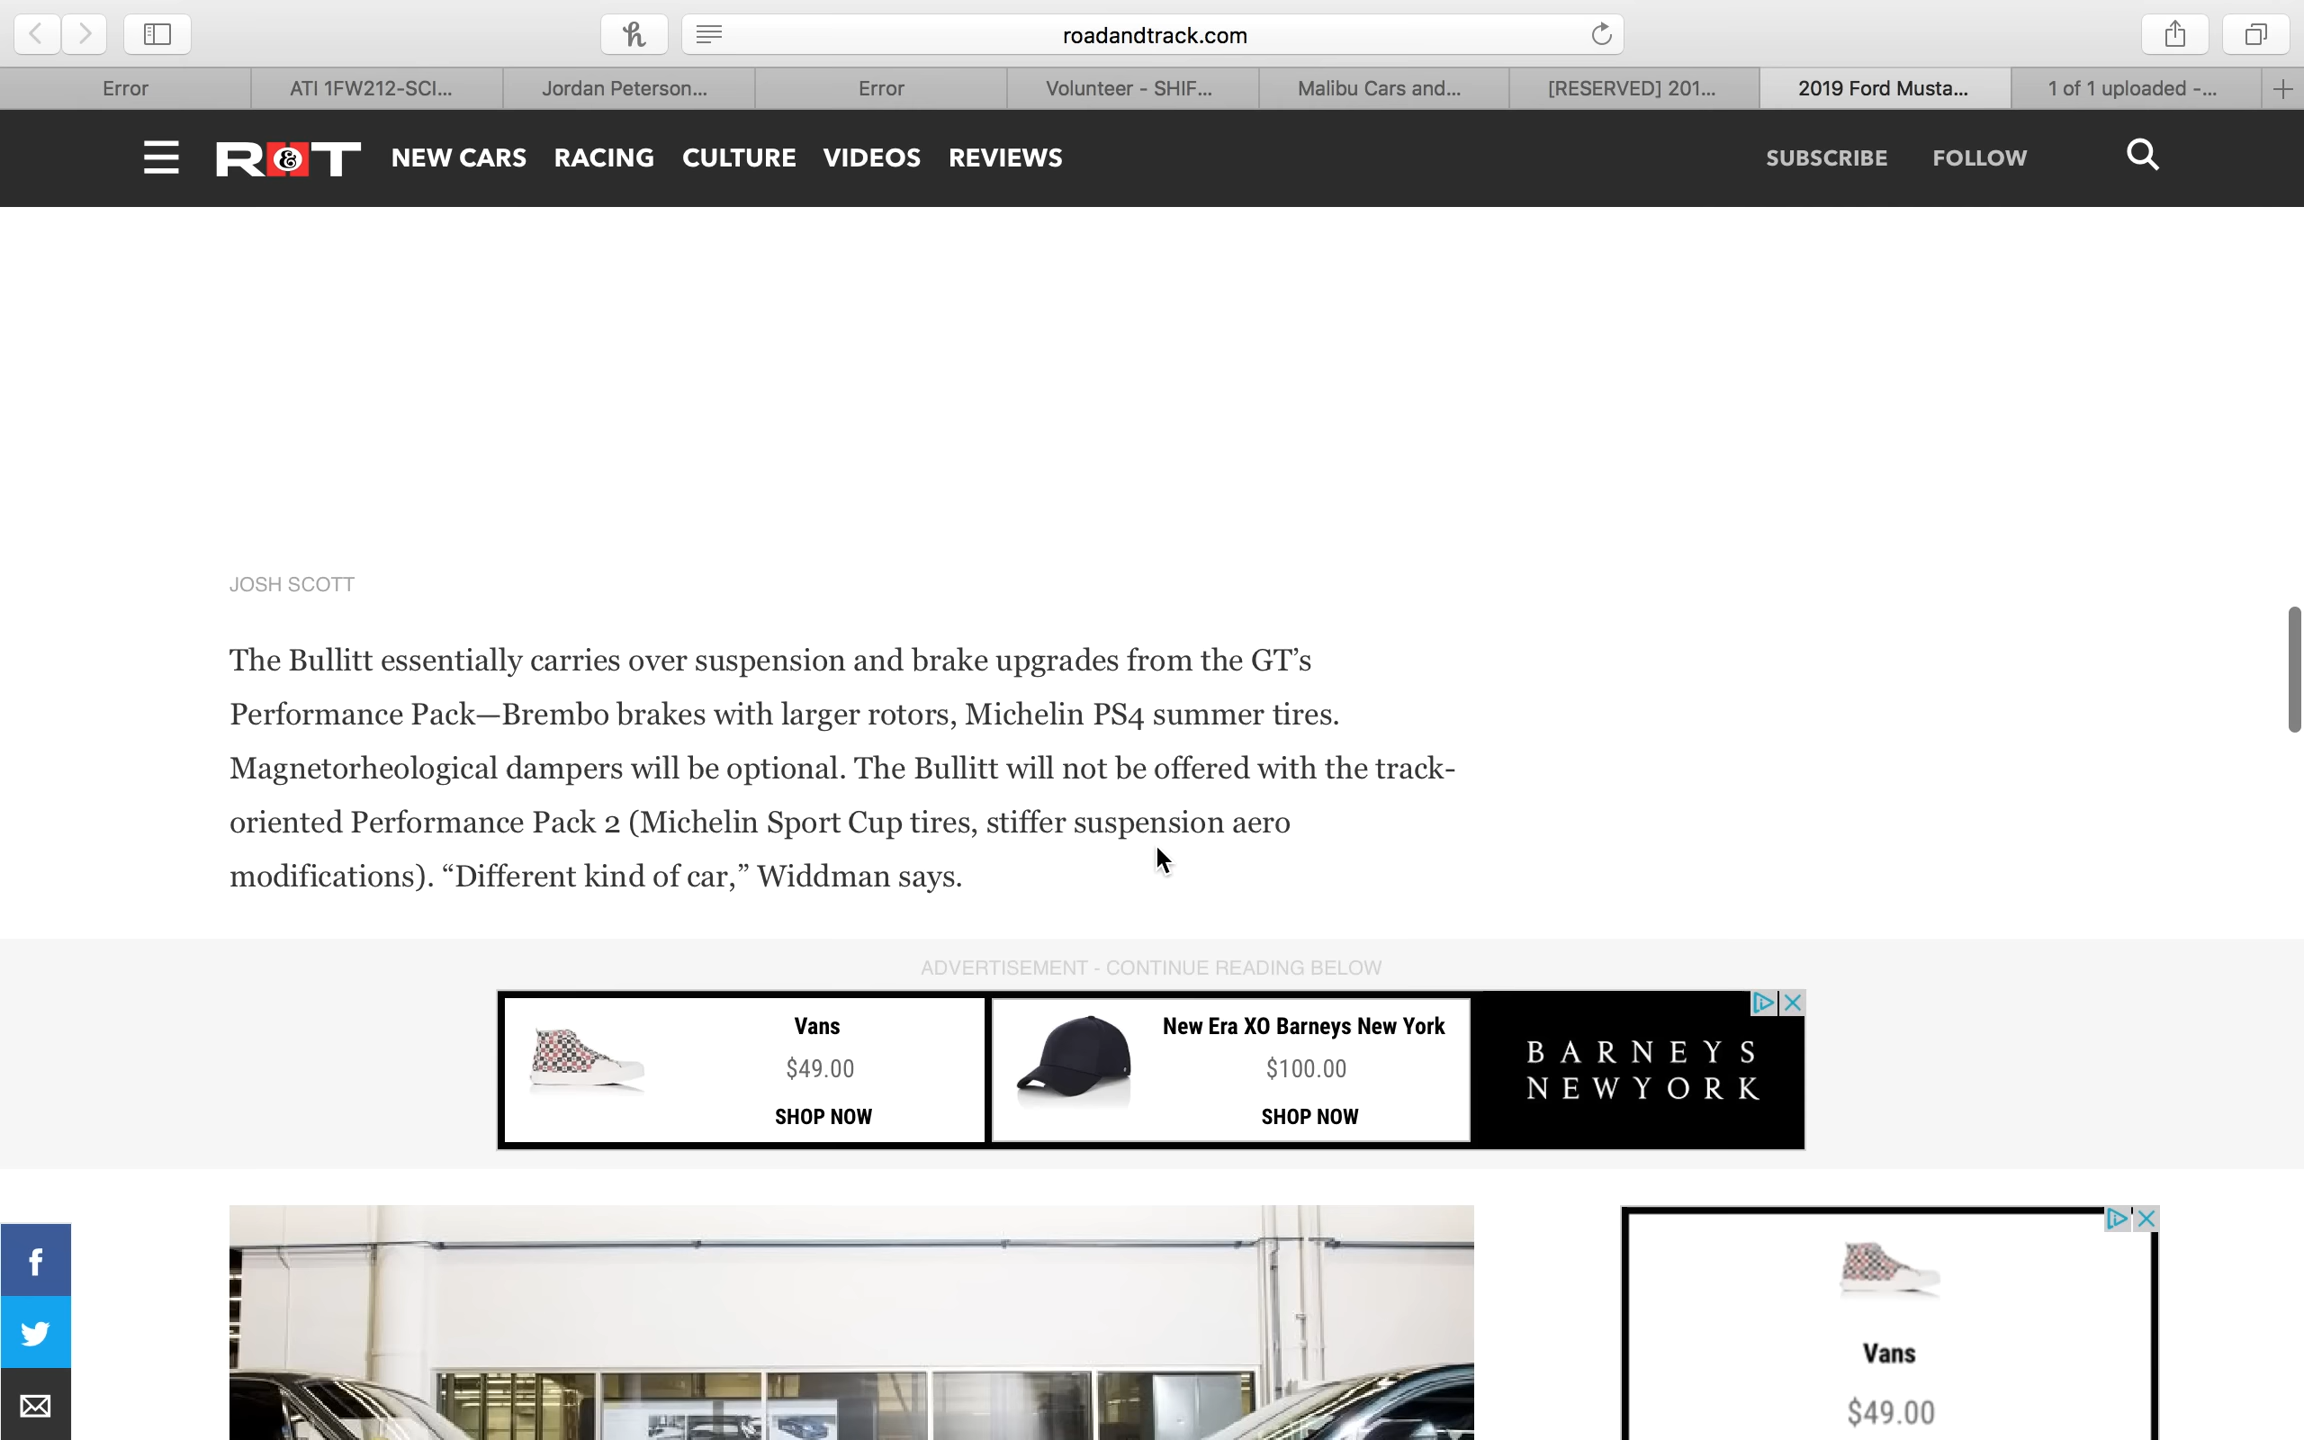 roadandtrack.com
Error
ATI 1FW212-SCI...
Jordan Peterson...
Error
Volunteer - SHIF...
Malibu Cars and...
[RESERVED] 201...
2019 Ford Musta...
1 of 1 uploaded -...
R&T NEW CARS RACING CULTURE VIDEOS REVIEWS SUBSCRIBE FOLLOW
JOSH SCOTT
The Bullitt essentially carries over suspension and brake upgrades from the GT’s
Performance Pack—Brembo brakes with larger rotors, Michelin PS4 summer tires.
Magnetorheological dampers will be optional. The Bullitt will not be offered with the track-
oriented Performance Pack 2 (Michelin Sport Cup tires, stiffer suspension aero
modifications). “Different kind of car,” Widdman says.
ADVERTISEMENT - CONTINUE READING BELOW
Vans
$49.00
SHOP NOW
New Era XO Barneys New York
$100.00
SHOP NOW
BARNEYS
NEWYORK
Vans
$49.00